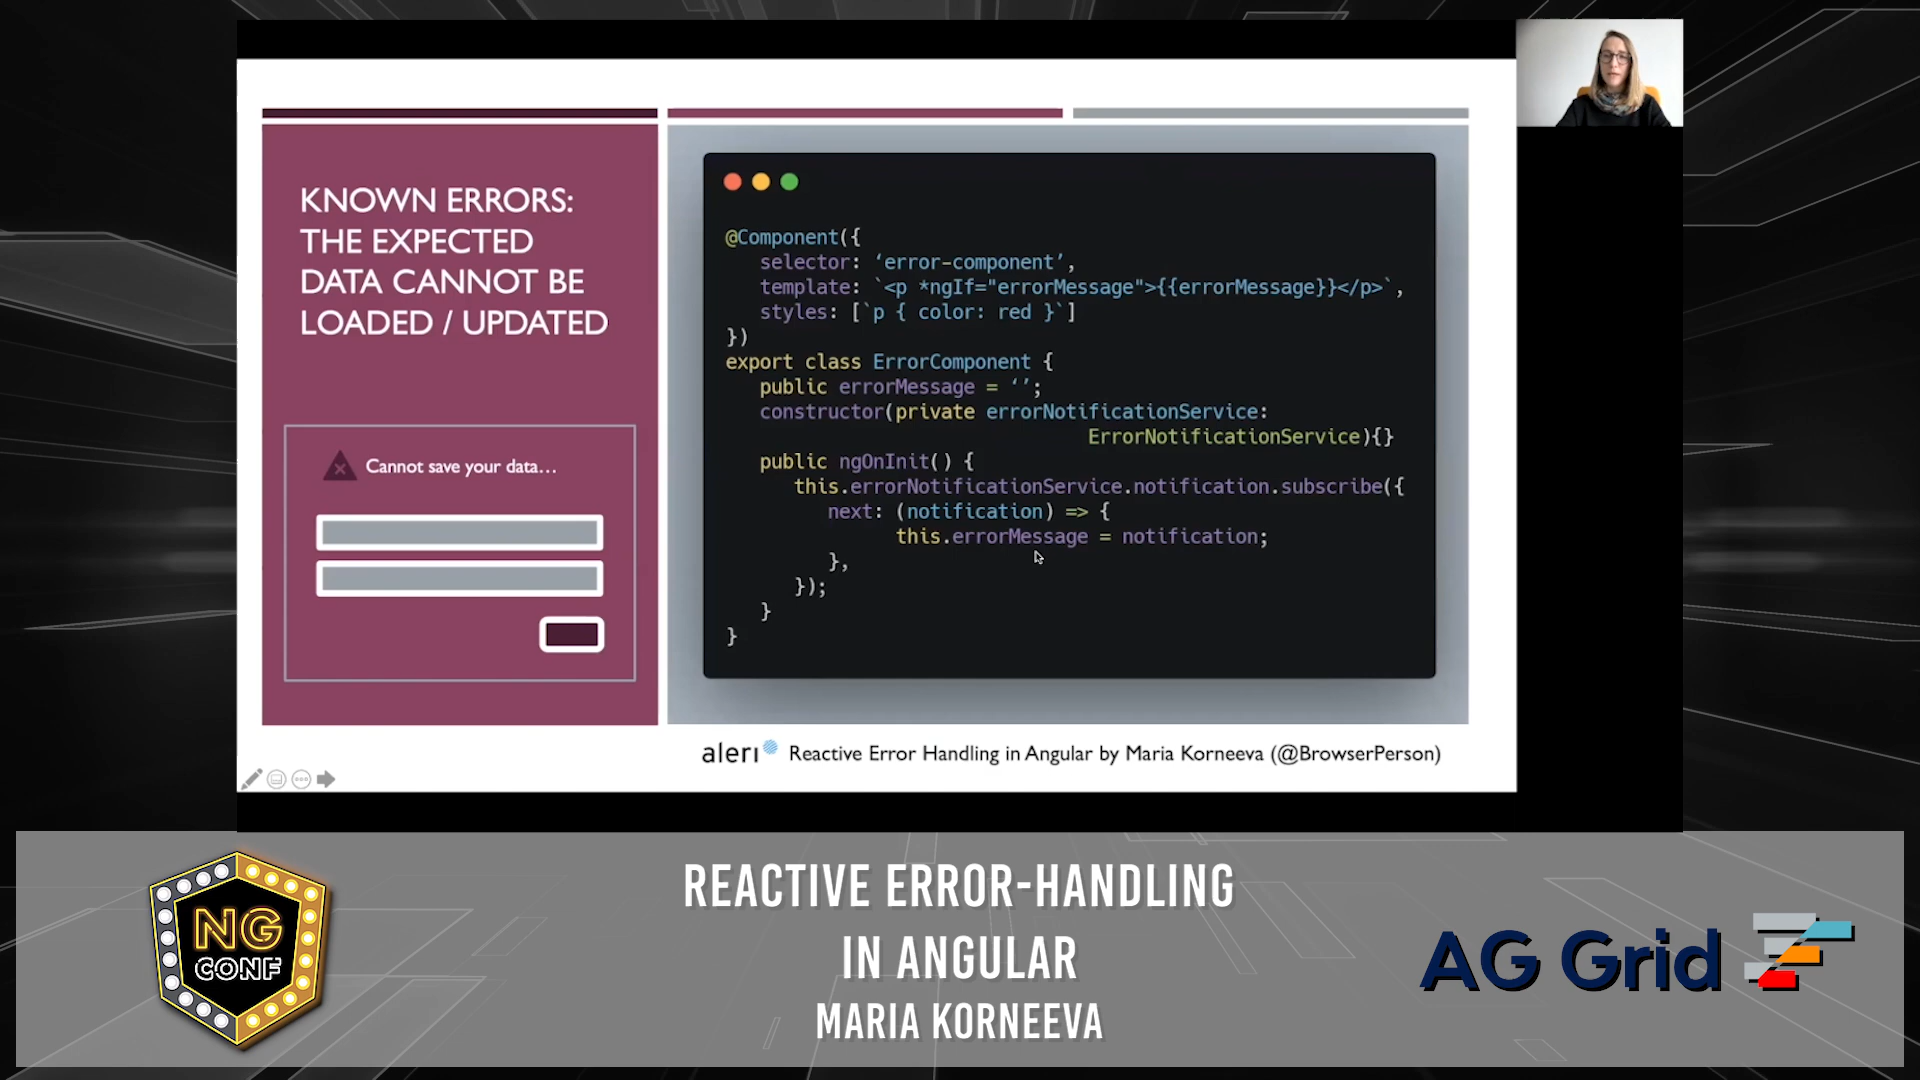 KNOWN ERRORS:
THE EXPECTED
DATA CANNOT BE
LOADED / UPDATED
Cannot save your data...
@Component({
selector: ‘error-component’,
template: `<p *ngIf="errorMessage">{{errorMessage}}</p>`,
styles: [`p { color: red }`]
})
export class ErrorComponent {
public errorMessage = ‘’;
constructor(private errorNotificationService:
ErrorNotificationService){}
public ngOnInit() {
this.errorNotificationService.notification.subscribe({
next: (notification) => {
this.errorMessage = notification;
},
});
}
}
aleri Reactive Error Handling in Angular by Maria Korneeva (@BrowserPerson)
NG
CONF
REACTIVE ERROR-HANDLING
IN ANGULAR
MARIA KORNEEVA
AG Grid